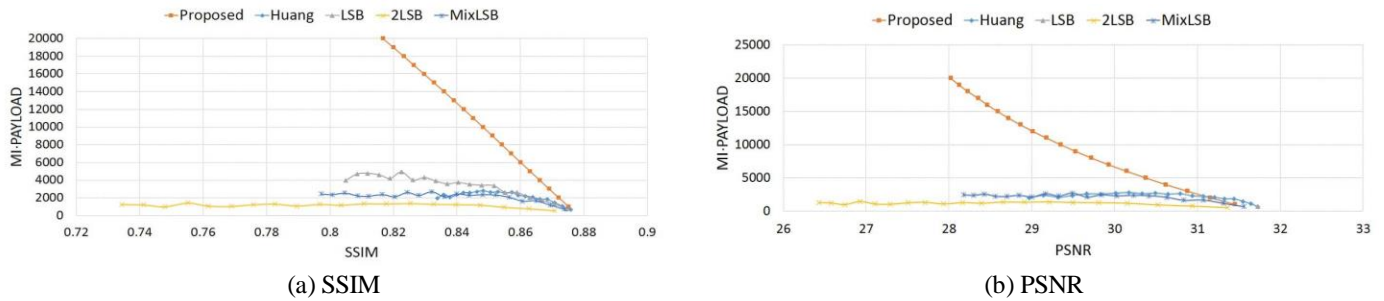 Proposed Huang LSB 2LSB MixLSB
20000
18000
16000
14000
12000
10000
8000
6000
4000
2000
0
MI·PAYLOAD
0.72 0.74 0.76 0.78 0.8 0.82 0.84 0.86 0.88 0.9
SSIM
(a) SSIM
Proposed Huang LSB 2LSB MixLSB
25000
20000
15000
10000
5000
0
MI·PAYLOAD
26 27 28 29 30 31 32 33
PSNR
(b) PSNR